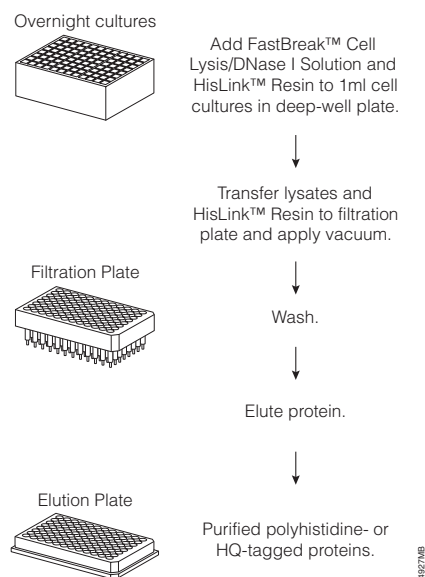 Overnight cultures
Add FastBreak™ Cell
Lysis/DNase I Solution and
HisLink™ Resin to 1ml cell
cultures in deep-well plate.
Transfer lysates and
HisLink™ Resin to filtration
plate and apply vacuum.
Filtration Plate
Wash.
Elute protein.
Elution Plate
Purified polyhistidine- or
HQ-tagged proteins.
4927MB